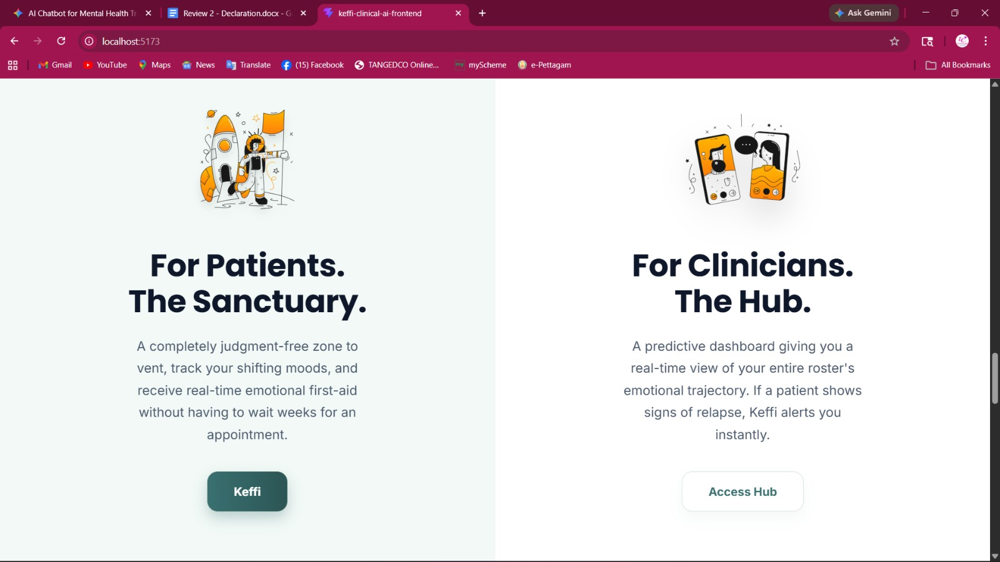 AI Chatbot for Mental Health Tr
Review 2 - Declaration.docx - G
keffi-clinical-ai-frontend
Ask Gemini
localhost:5173
Gmail
YouTube
Maps
News
Translate
(15) Facebook
TANGEDCO Online...
my
myScheme
e-Pettagam
All Bookmarks
For Patients.
The Sanctuary.
A completely judgment-free zone to
vent, track your shifting moods, and
receive real-time emotional first-aid
without having to wait weeks for an
appointment.
Keffi
For Clinicians.
The Hub.
A predictive dashboard giving you a
real-time view of your entire roster's
emotional trajectory. If a patient shows
signs of relapse, Keffi alerts you
instantly.
Access Hub